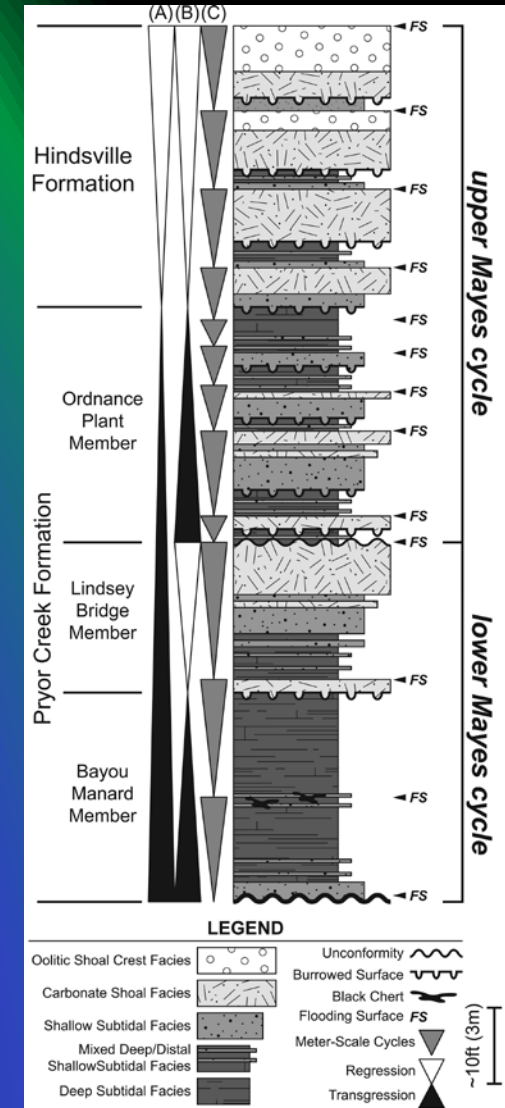 (A) (B) (C)
FS
FS
Hindsville
Formation
FS
FS
FS
FS
Ordnance
Plant
Member
FS
FS
FS
FS
upper Mayes cycle
Pryor Creek Formation
Lindsey
Bridge
Member
FS
Bayou
Manard
Member
FS
FS
lower Mayes cycle
LEGEND
Oolitic Shoal Crest Facies
Carbonate Shoal Facies
Shallow Subtidal Facies
Mixed Deep/Distal
ShallowSubtidal Facies
Deep Subtidal Facies
Unconformity
Burrowed Surface
Black Chert
Flooding Surface FS
Meter-Scale Cycles
Regression
Transgression
~10ft (3m)